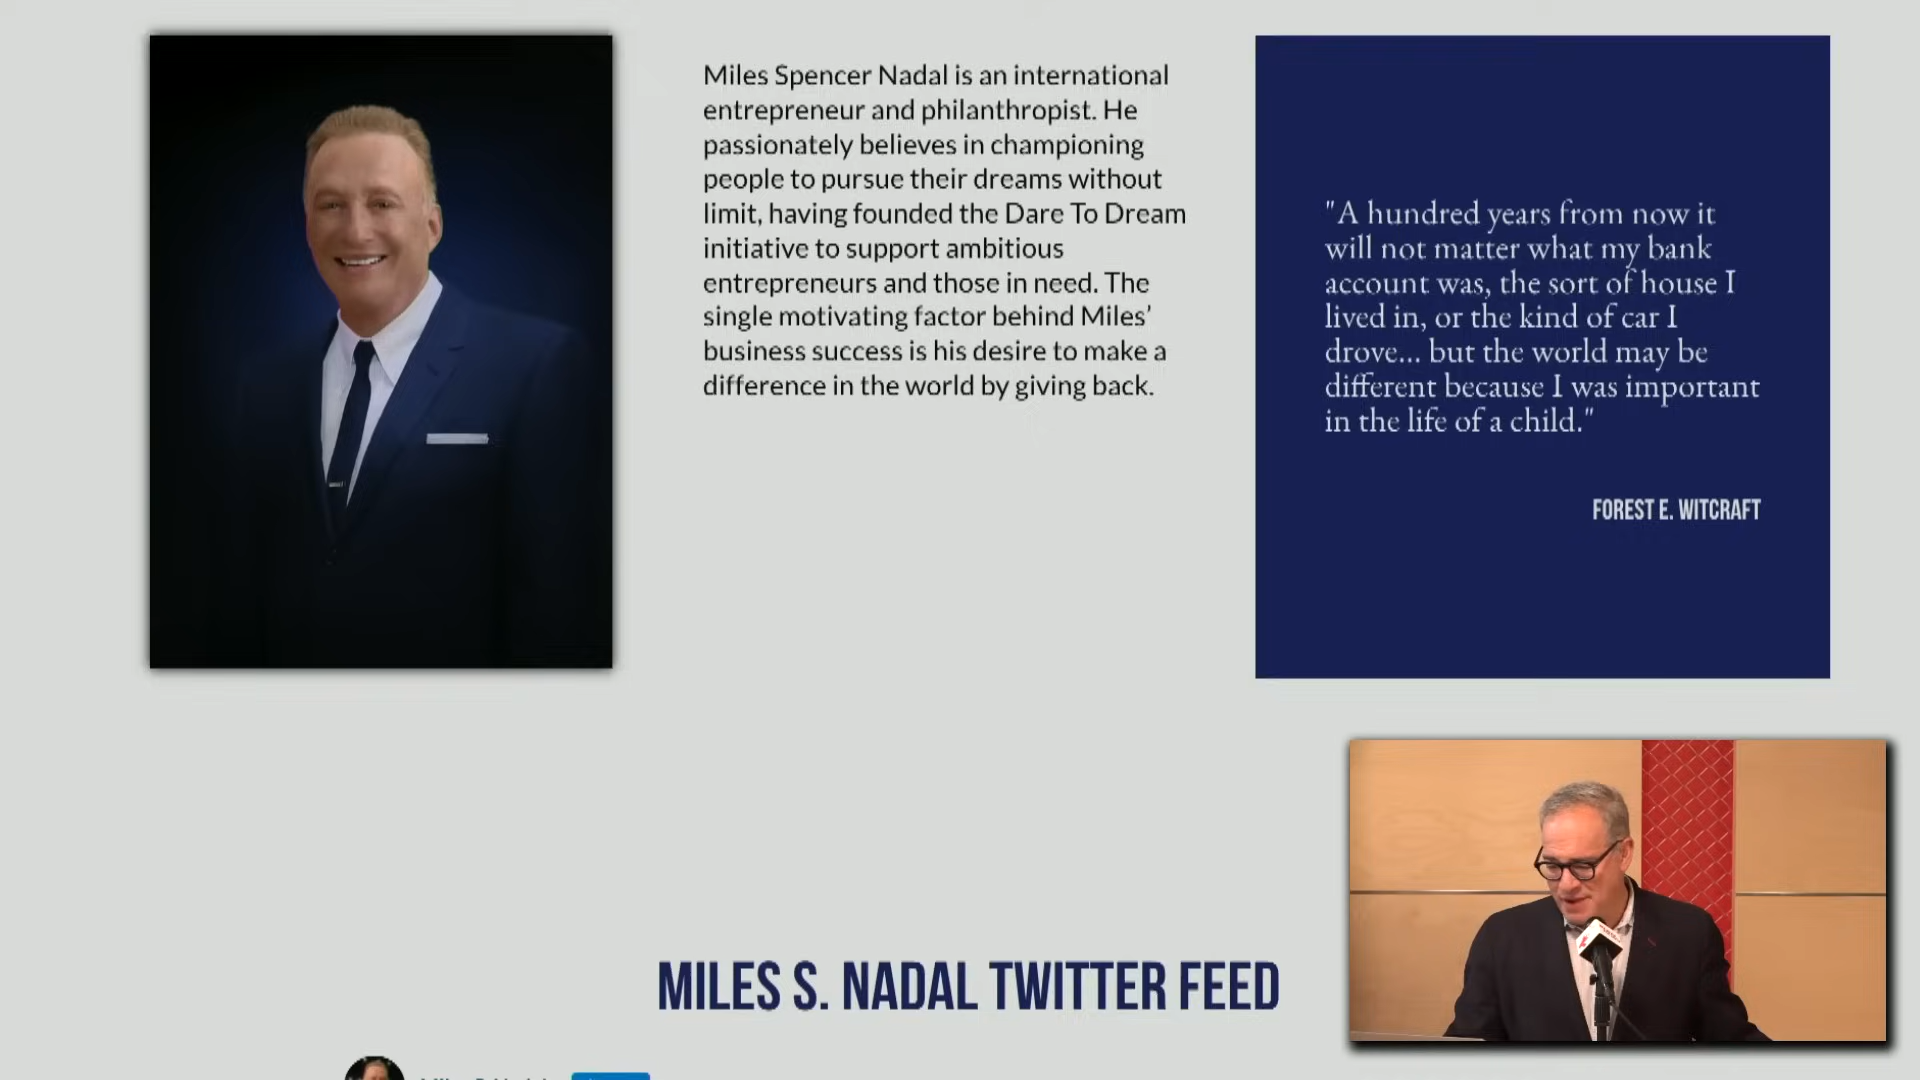 Miles Spencer Nadal is an international
entrepreneur and philanthropist. He
passionately believes in championing
people to pursue their dreams without
limit, having founded the Dare To Dream
initiative to support ambitious
entrepreneurs and those in need. The
single motivating factor behind Miles’
business success is his desire to make a
difference in the world by giving back.
"A hundred years from now it
will not matter what my bank
account was, the sort of house I
lived in, or the kind of car I
drove... but the world may be
different because I was important
in the life of a child."
FOREST E. WITCRAFT
MILES S. NADAL TWITTER FEED